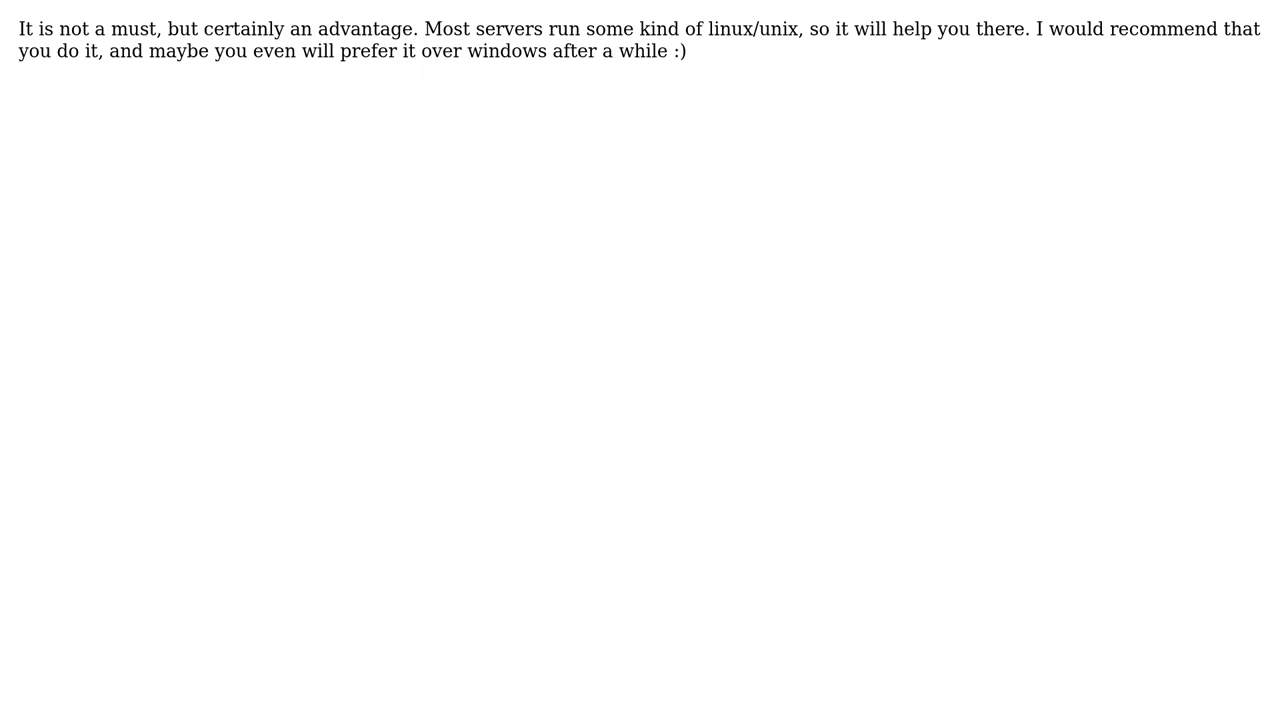 It is not a must, but certainly an advantage. Most servers run some kind of linux/unix, so it will help you there. I would recommend that
you do it, and maybe you even will prefer it over windows after a while :)